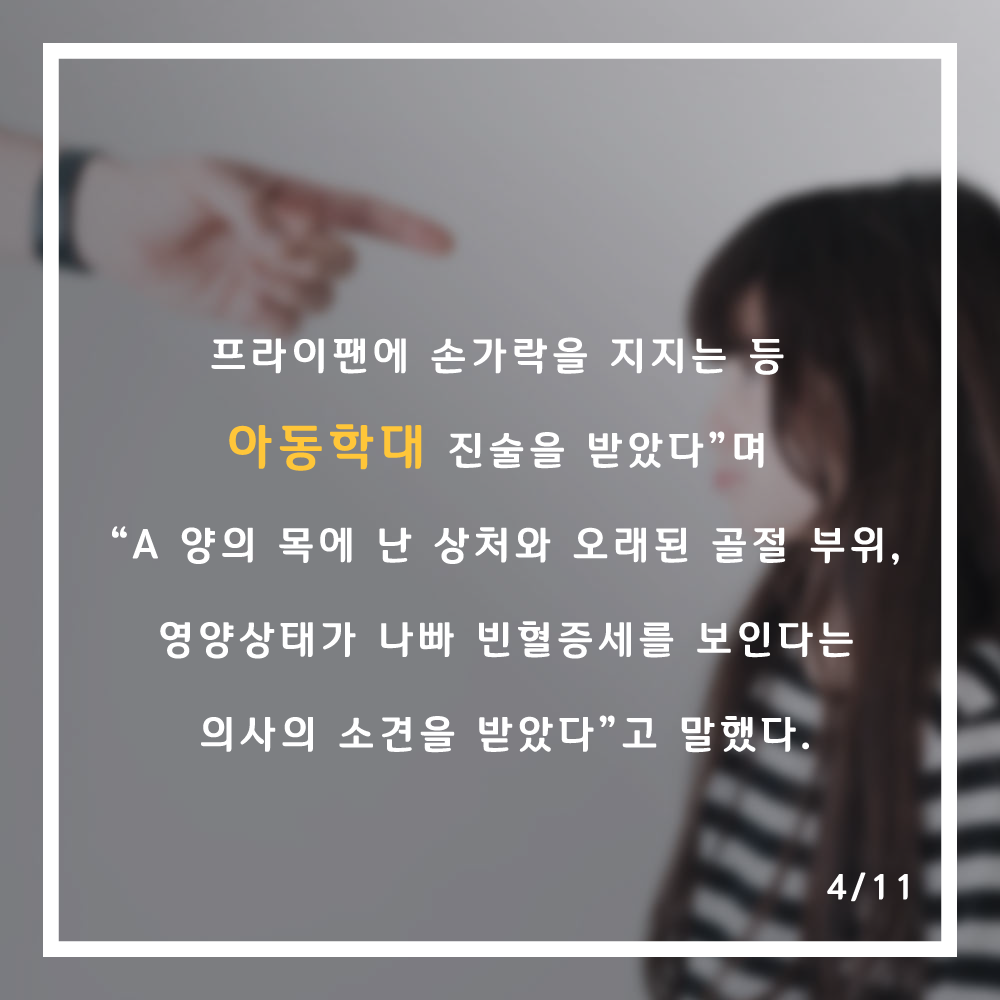 프라이팬에 손가락을 지지는 등
아동학대 진술을 받았다”며
“A 양의 목에 난 상처와 오래된 골절 부위,
영양상태가 나빠 빈혈증세를 보인다는
의사의 소견을 받았다”고 말했다.
4/11